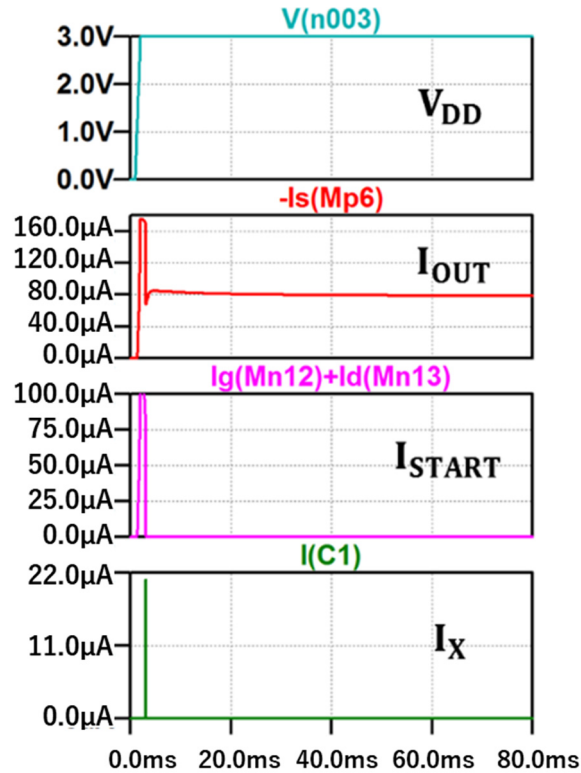 V(n003)
3.0V
2.0V
1.0V
0.0V
VDD
-Is(Mp6)
160.0µA
120.0µA
80.0µA
40.0µA
0.0µA
IOUT
Ig(Mn12)+Id(Mn13)
100.0µA
75.0µA
50.0µA
25.0µA
0.0µA
ISTART
I(C1)
22.0µA
11.0µA
0.0µA
IX
0.0ms 20.0ms 40.0ms 60.0ms 80.0ms